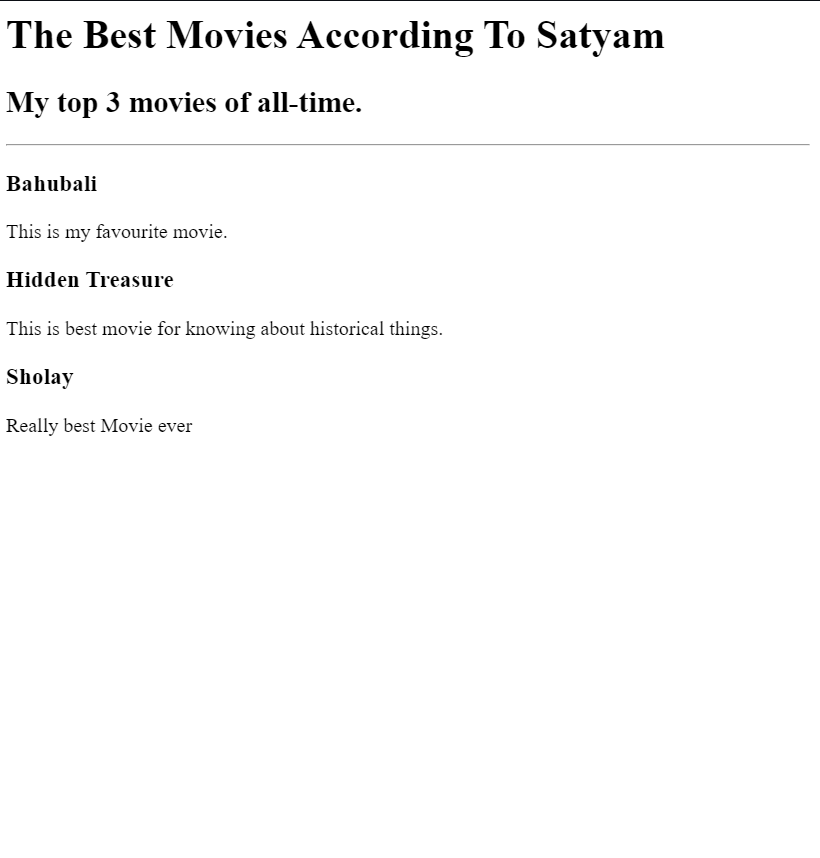 The Best Movies According To Satyam
My top 3 movies of all-time.
Bahubali
This is my favourite movie.
Hidden Treasure
This is best movie for knowing about historical things.
Sholay
Really best Movie ever